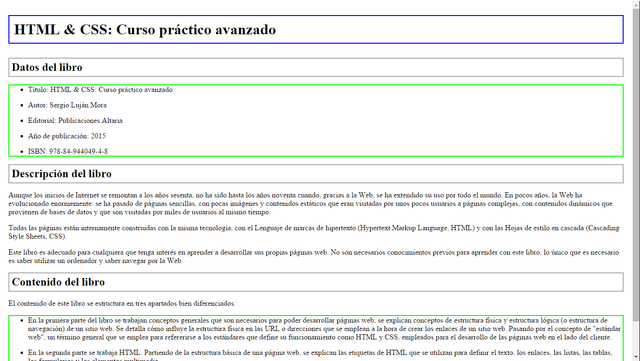 HTML & CSS: Curso práctico avanzado
Datos del libro
Título: HTML & CSS: Curso práctico avanzado
Autor: Sergio Luján Mora
Editorial: Publicaciones Altaria
Año de publicación: 2015
ISBN: 978-84-944049-4-8
Descripción del libro
Aunque los inicios de Internet se remontan a los años sesenta, no ha sido hasta los años noventa cuando, gracias a la Web, se ha extendido su uso por todo el mundo. En pocos años, la Web ha
evolucionado enormemente: se ha pasado de páginas sencillas, con pocas imágenes y contenidos estáticos que eran visitadas por unos pocos usuarios a páginas complejas, con contenidos dinámicos que
provienen de bases de datos y que son visitadas por miles de usuarios al mismo tiempo.
Todas las páginas están internamente construidas con la misma tecnología, con el Lenguaje de marcas de hipertexto (Hypertext Markup Language, HTML) y con las Hojas de estilo en cascada (Cascading
Style Sheets, CSS).
Este libro es adecuado para cualquiera que tenga interés en aprender a desarrollar sus propias páginas web. No son necesarios conocimientos previos para aprender con este libro, lo único que es necesario
es saber utilizar un ordenador y saber navegar por la Web.
Contenido del libro
El contenido de este libro se estructura en tres apartados bien diferenciados:
En la primera parte del libro se trabajan conceptos generales que son necesarios para poder desarrollar páginas web; se explican conceptos de estructura física y estructura lógica (o estructura de
navegación) de un sitio web. Se detalla cómo influye la estructura física en las URL o direcciones que se emplean a la hora de crear los enlaces de un sitio web. Pasando por el concepto de "estándar
web", un término general que se emplea para referirse a los estándares que define su funcionamiento como HTML y CSS, empleados para el desarrollo de las páginas web en el lado del cliente.
En la segunda parte se trabaja HTML. Partiendo de la estructura básica de una página web, se explican las etiquetas de HTML que se utilizan para definir el texto, los enlaces, las listas, las tablas,